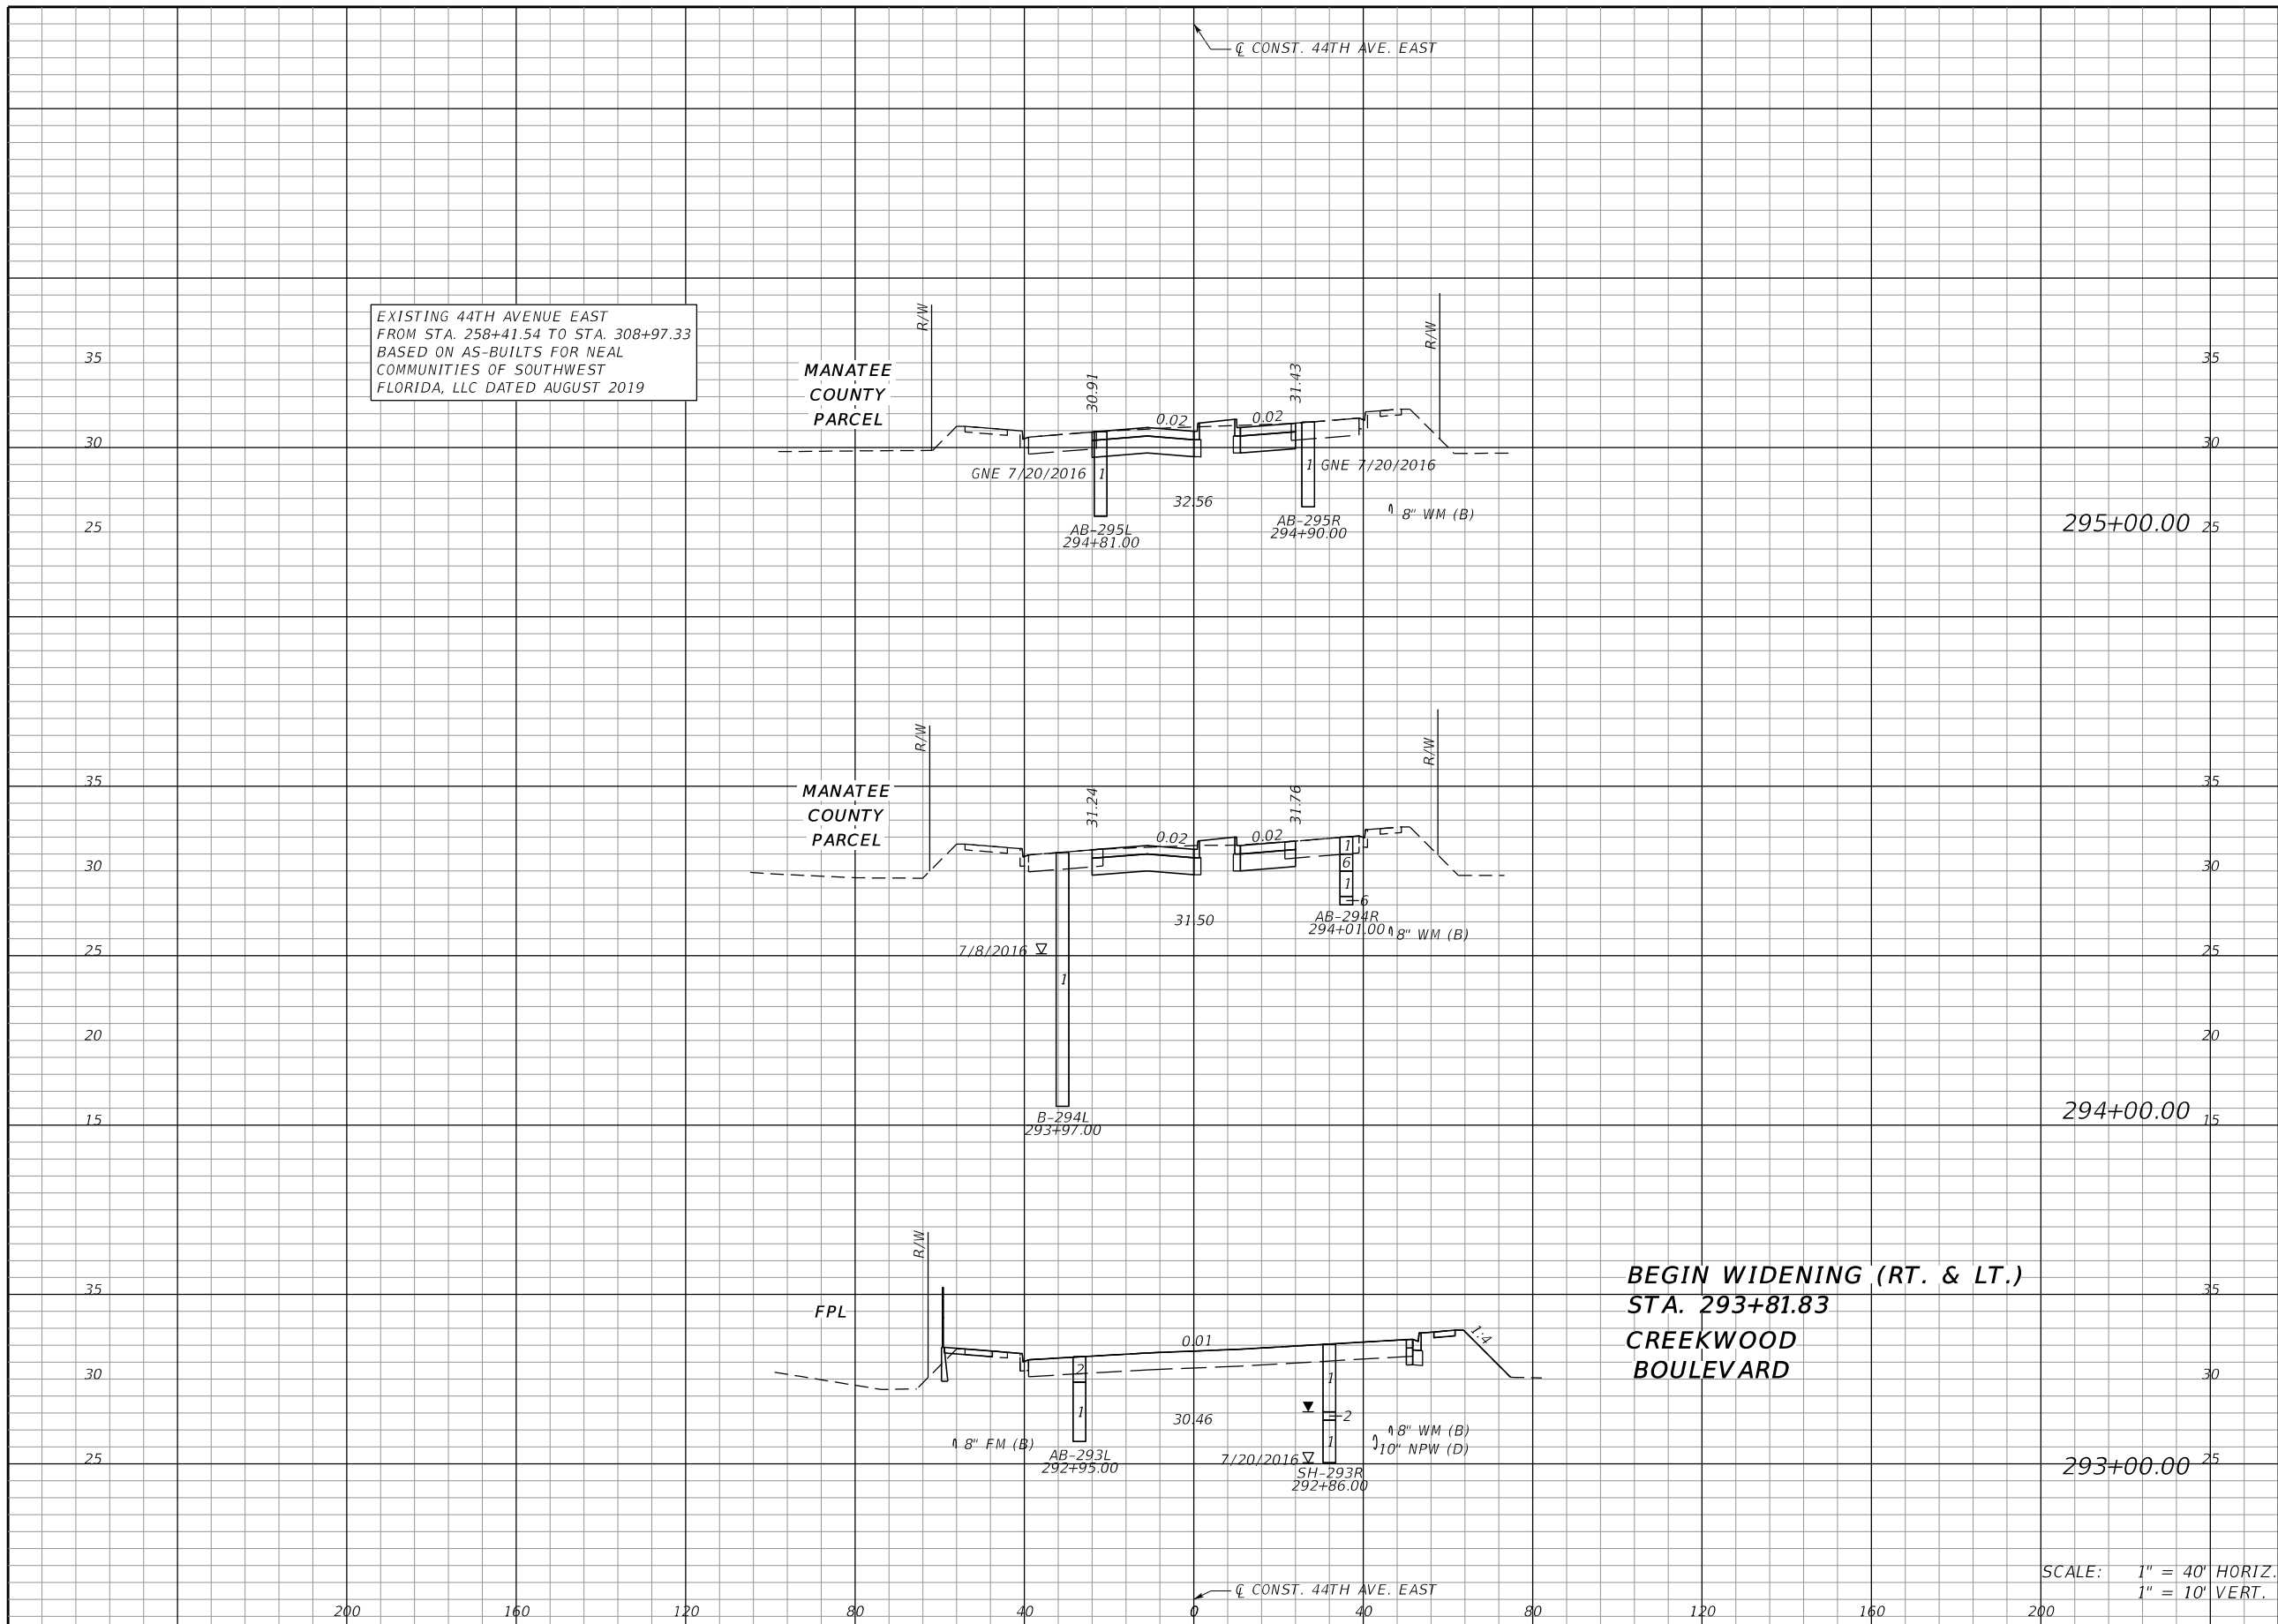 ℄ CONST. 44TH AVE. EAST
EXISTING 44TH AVENUE EAST
FROM STA. 258+41.54 TO STA. 308+97.33
BASED ON AS-BUILTS FOR NEAL
COMMUNITIES OF SOUTHWEST
FLORIDA, LLC DATED AUGUST 2019
R/W
R/W
35
MANATEE
COUNTY
PARCEL
30.91
31.43
35
0.02
0.02
30
30
GNE 7/20/2016
1
1
GNE 7/20/2016
32.56
8" WM (B)
25
AB-295L
294+81.00
AB-295R
294+90.00
295+00.00
25
R/W
R/W
35
35
MANATEE
COUNTY
PARCEL
31.24
31.76
0.02
0.02
1
30
6
30
1
6
31.50
AB-294R
294+01.00
8" WM (B)
25
7/8/2016
25
1
20
20
B-294L
293+97.00
15
294+00.00
15
R/W
BEGIN WIDENING (RT. & LT.)
STA. 293+81.83
CREEKWOOD
BOULEVARD
35
35
FPL
0.01
1:4
30
2
1
30
1
30.46
2
8" FM (B)
1
8" WM (B)
10" NPW (D)
25
AB-293L
292+95.00
7/20/2016
SH-293R
292+86.00
293+00.00
25
SCALE: 1" = 40' HORIZ.
1" = 10' VERT.
℄ CONST. 44TH AVE. EAST
200
160
120
80
40
0
40
80
120
160
200